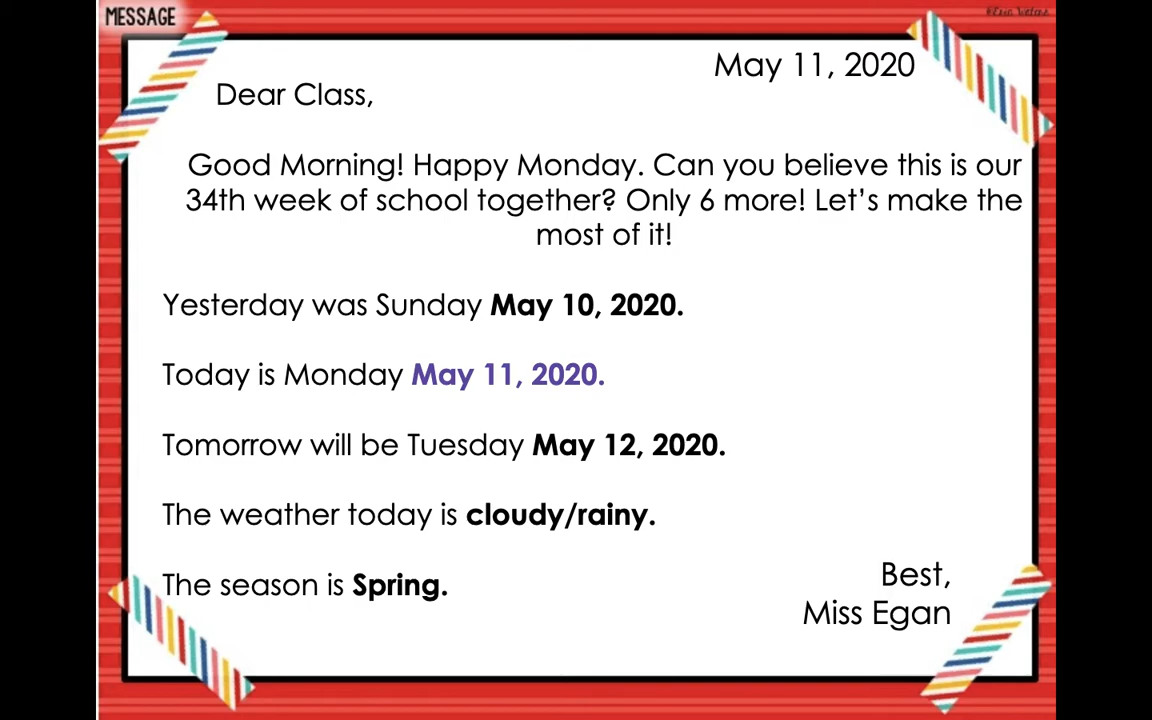 MESSAGE
May 11, 2020
Dear Class,
Good Morning! Happy Monday. Can you believe this is our
34th week of school together? Only 6 more! Let’s make the
most of it!
Yesterday was Sunday May 10, 2020.
Today is Monday May 11, 2020.
Tomorrow will be Tuesday May 12, 2020.
The weather today is cloudy/rainy.
The season is Spring.
Best,
Miss Egan